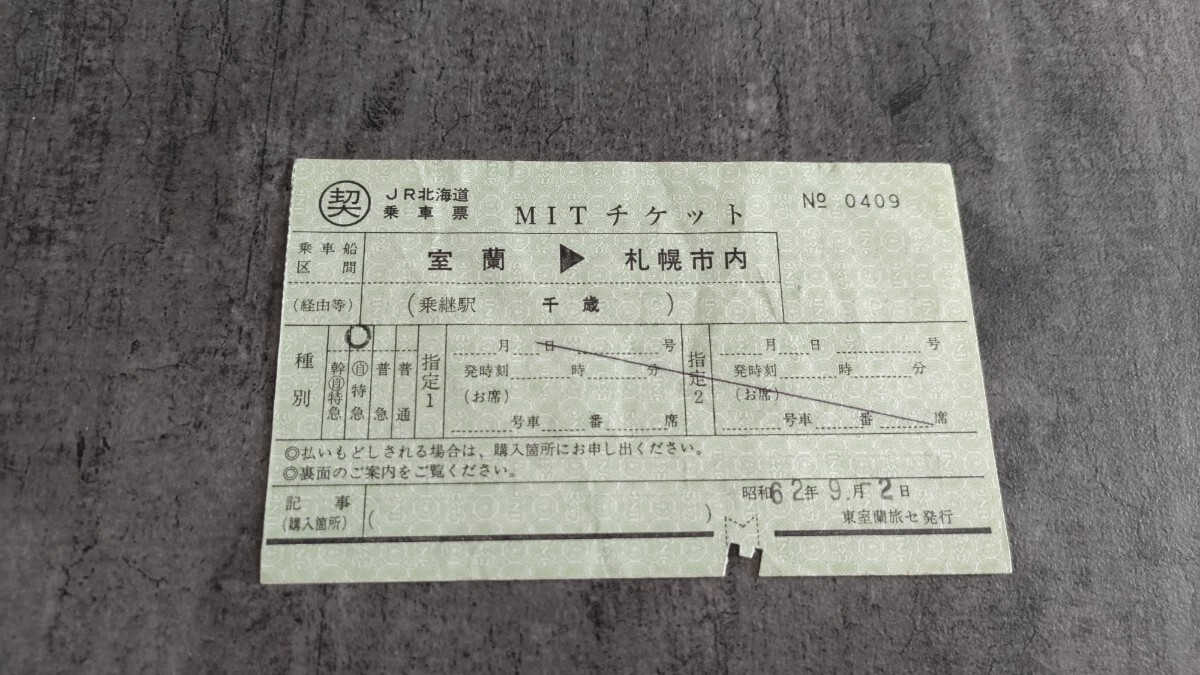 契 JR北海道 乗車票 MITチケット № 0409
乗車船区間 室蘭 ▶ 札幌市内
(経由等) (乗継駅 千歳 )
種別 幹自特急 自特急 普急 普通
指定1 月 日 号
発時刻 時 分
(お席)
号車 番 席
指定2 月 日 号
発時刻 時 分
(お席)
号車 番 席
◎払いもどしされる場合は、購入箇所にお申し出ください。
◎裏面のご案内をご覧ください。
記事 (購入箇所) ( )
昭和62年 9.月-2日
東室蘭旅セ発行